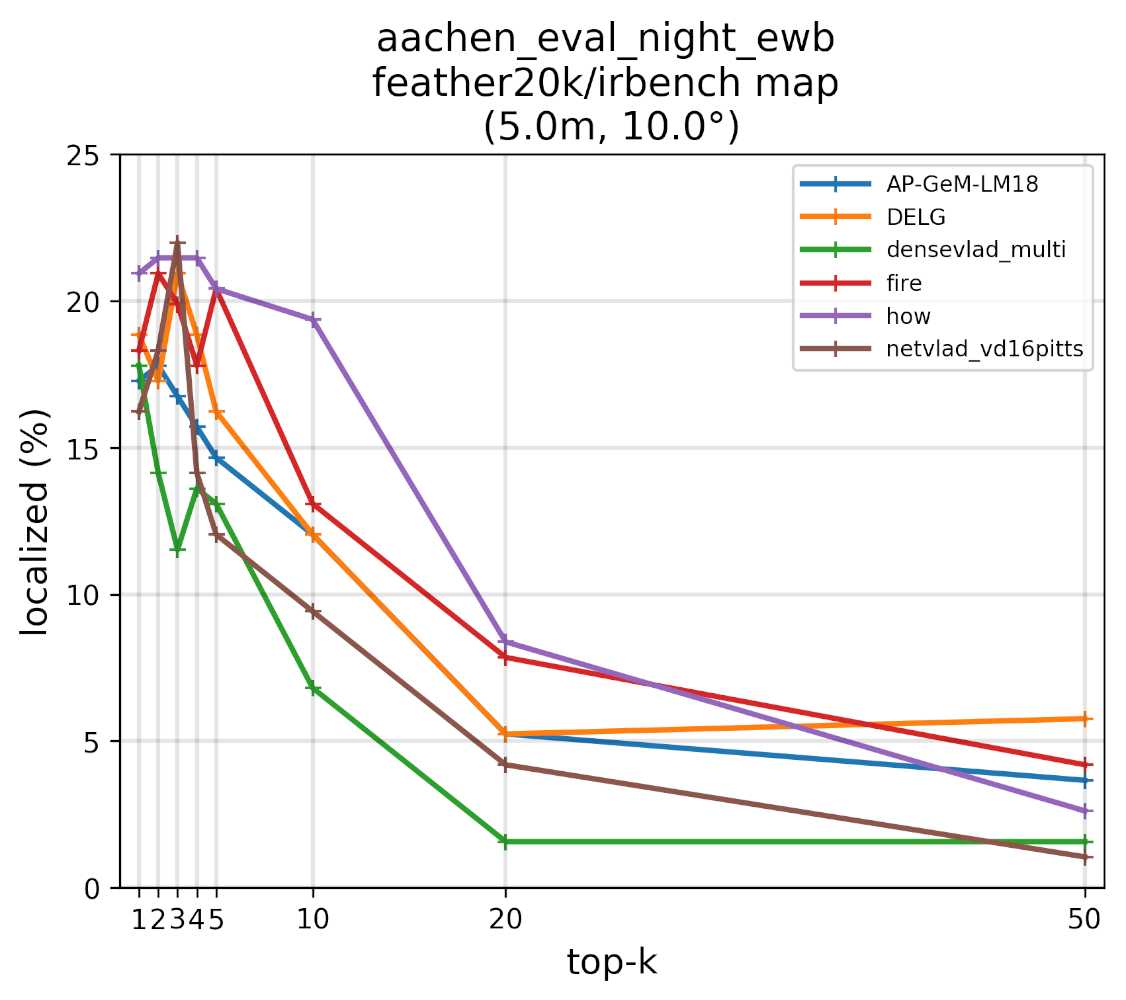 aachen_eval_night_ewb
feather20k/irbench map
(5.0m, 10.0°)
25
20
15
10
5
0
localized (%)
AP-GeM-LM18
DELG
densevlad_multi
fire
how
netvlad_vd16pitts
1 2 3 4 5 10 20 50
top-k